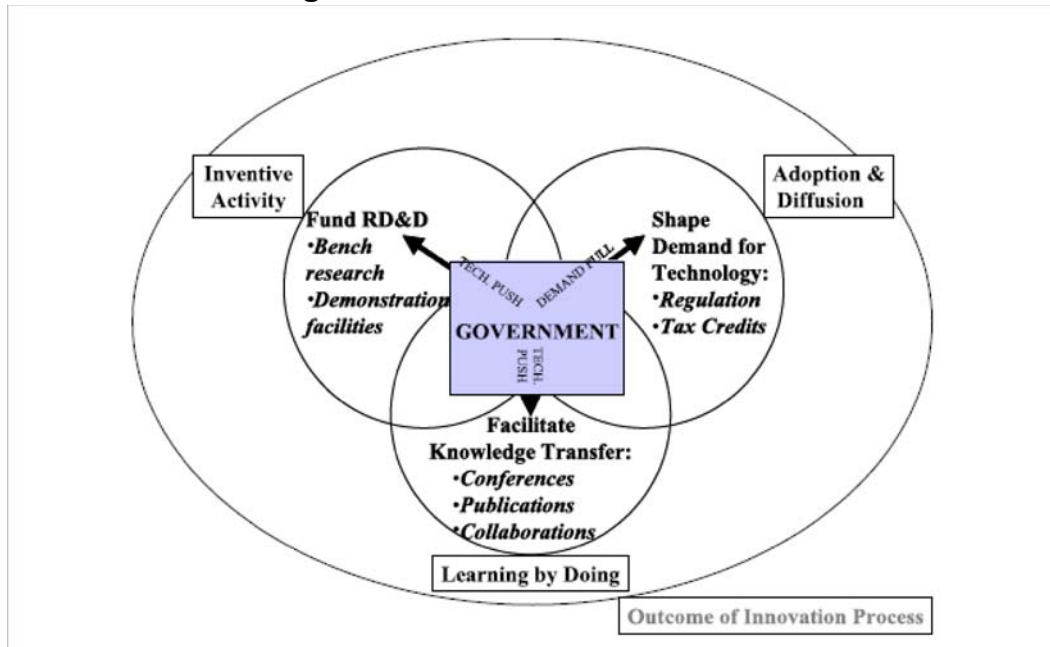 Inventive
Activity
Adoption &
Diffusion
Fund RD&D
•Bench
research
•Demonstration
facilities
Shape
Demand for
Technology:
•Regulation
•Tax Credits
TECH. PUSH
DEMAND PULL
GOVERNMENT
TECH.
PUSH
Facilitate
Knowledge Transfer:
•Conferences
•Publications
•Collaborations
Learning by Doing
Outcome of Innovation Process